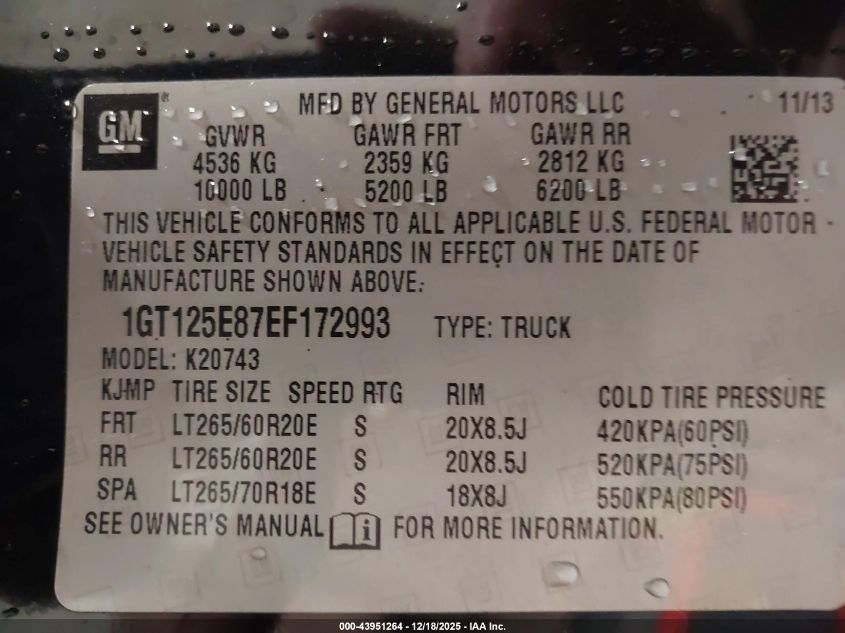 GM
MFD BY GENERAL MOTORS LLC 11/13
GVWR GAWR FRT GAWR RR
4536 KG 2359 KG 2812 KG
10000 LB 5200 LB 6200 LB
THIS VEHICLE CONFORMS TO ALL APPLICABLE U.S. FEDERAL MOTOR
VEHICLE SAFETY STANDARDS IN EFFECT ON THE DATE OF
MANUFACTURE SHOWN ABOVE.
1GT125E87EF172993 TYPE: TRUCK
MODEL: K20743
KJMP TIRE SIZE SPEED RTG RIM COLD TIRE PRESSURE
FRT LT265/60R20E S 20X8.5J 420KPA(60PSI)
RR LT265/60R20E S 20X8.5J 520KPA(75PSI)
SPA LT265/70R18E S 18X8J 550KPA(80PSI)
SEE OWNER'S MANUAL i FOR MORE INFORMATION.
000-43951264 - 12/18/2025 - IAA Inc.